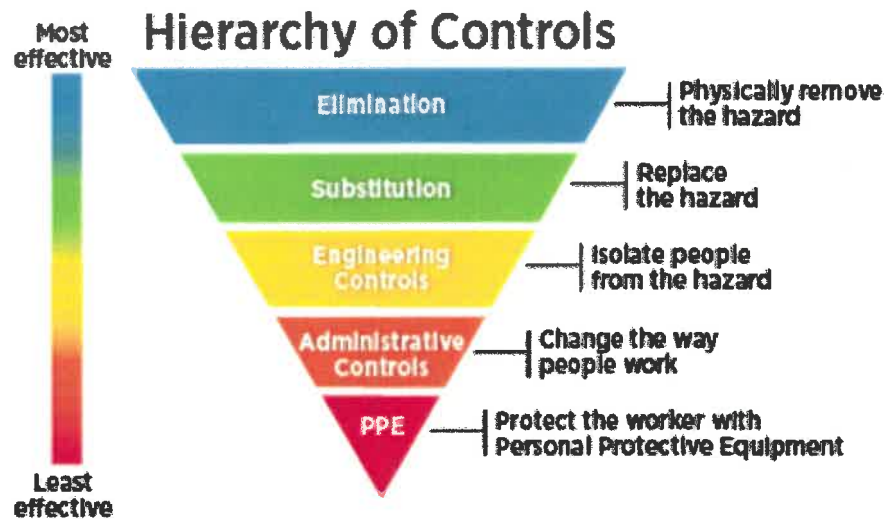 Hierarchy of Controls
Most
effective
Elimination
Physically remove
the hazard
Substitution
Replace
the hazard
Engineering
Controls
Isolate people
from the hazard
Administrative
Controls
Change the way
people work
PPE
Protect the worker with
Personal Protective Equipment
Least
effective